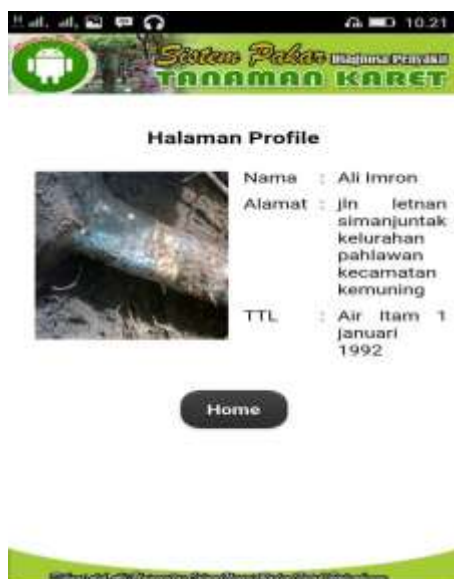 10.21
Sistem Pakar Diagnosa Penyakit
TANAMAN KARET
Halaman Profile
Nama : Ali Imron
Alamat : jln letnan
simanjuntak
kelurahan
pahlawan
kecamatan
kemuning
TTL : Air Itam 1
januari
1992
Home